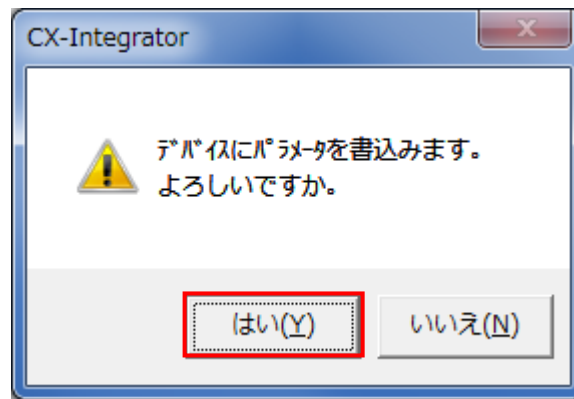 CX-Integrator
ﾃﾞﾊﾞｲｽにﾊﾟﾗﾒｰﾀを書込みます。
よろしいですか。
はい(Y)
いいえ(N)